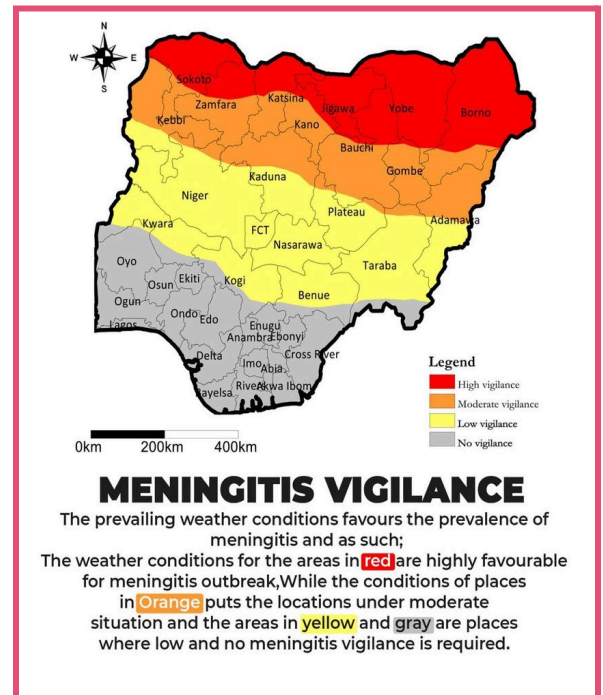 N
W E
S
Sokoto
Katsina
Zamfara
Jigawa
Yobe
Borno
Kebbi
Kano
Bauchi
Gombe
Kaduna
Niger
Plateau
Adamawa
Kwara
FCT
Nasarawa
Taraba
Oyo
Osun
Ekiti
Kogi
Benue
Ogun
Ondo
Edo
Lagos
Enugu
Anambra
Ebonyi
Delta
Imo
Abia
Cross River
Bayelsa
Rivers
Akwa Ibom
Legend
High vigilance
Moderate vigilance
Low vigilance
No vigilance
0km 200km 400km
MENINGITIS VIGILANCE
The prevailing weather conditions favours the prevalence of
meningitis and as such;
The weather conditions for the areas in red are highly favourable
for meningitis outbreak,While the conditions of places
in Orange puts the locations under moderate
situation and the areas in yellow and gray are places
where low and no meningitis vigilance is required.